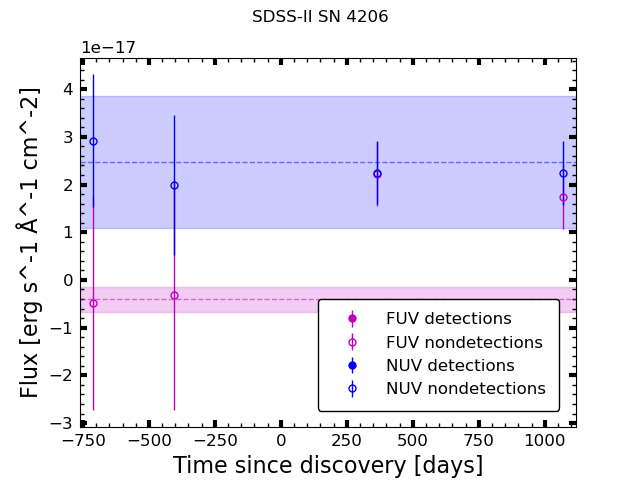 SDSS-II SN 4206
1e−17
4
3
2
1
0
−1
−2
−3
Flux [erg s^-1 Å^-1 cm^-2]
FUV detections
FUV nondetections
NUV detections
NUV nondetections
−750 −500 −250 0 250 500 750 1000
Time since discovery [days]